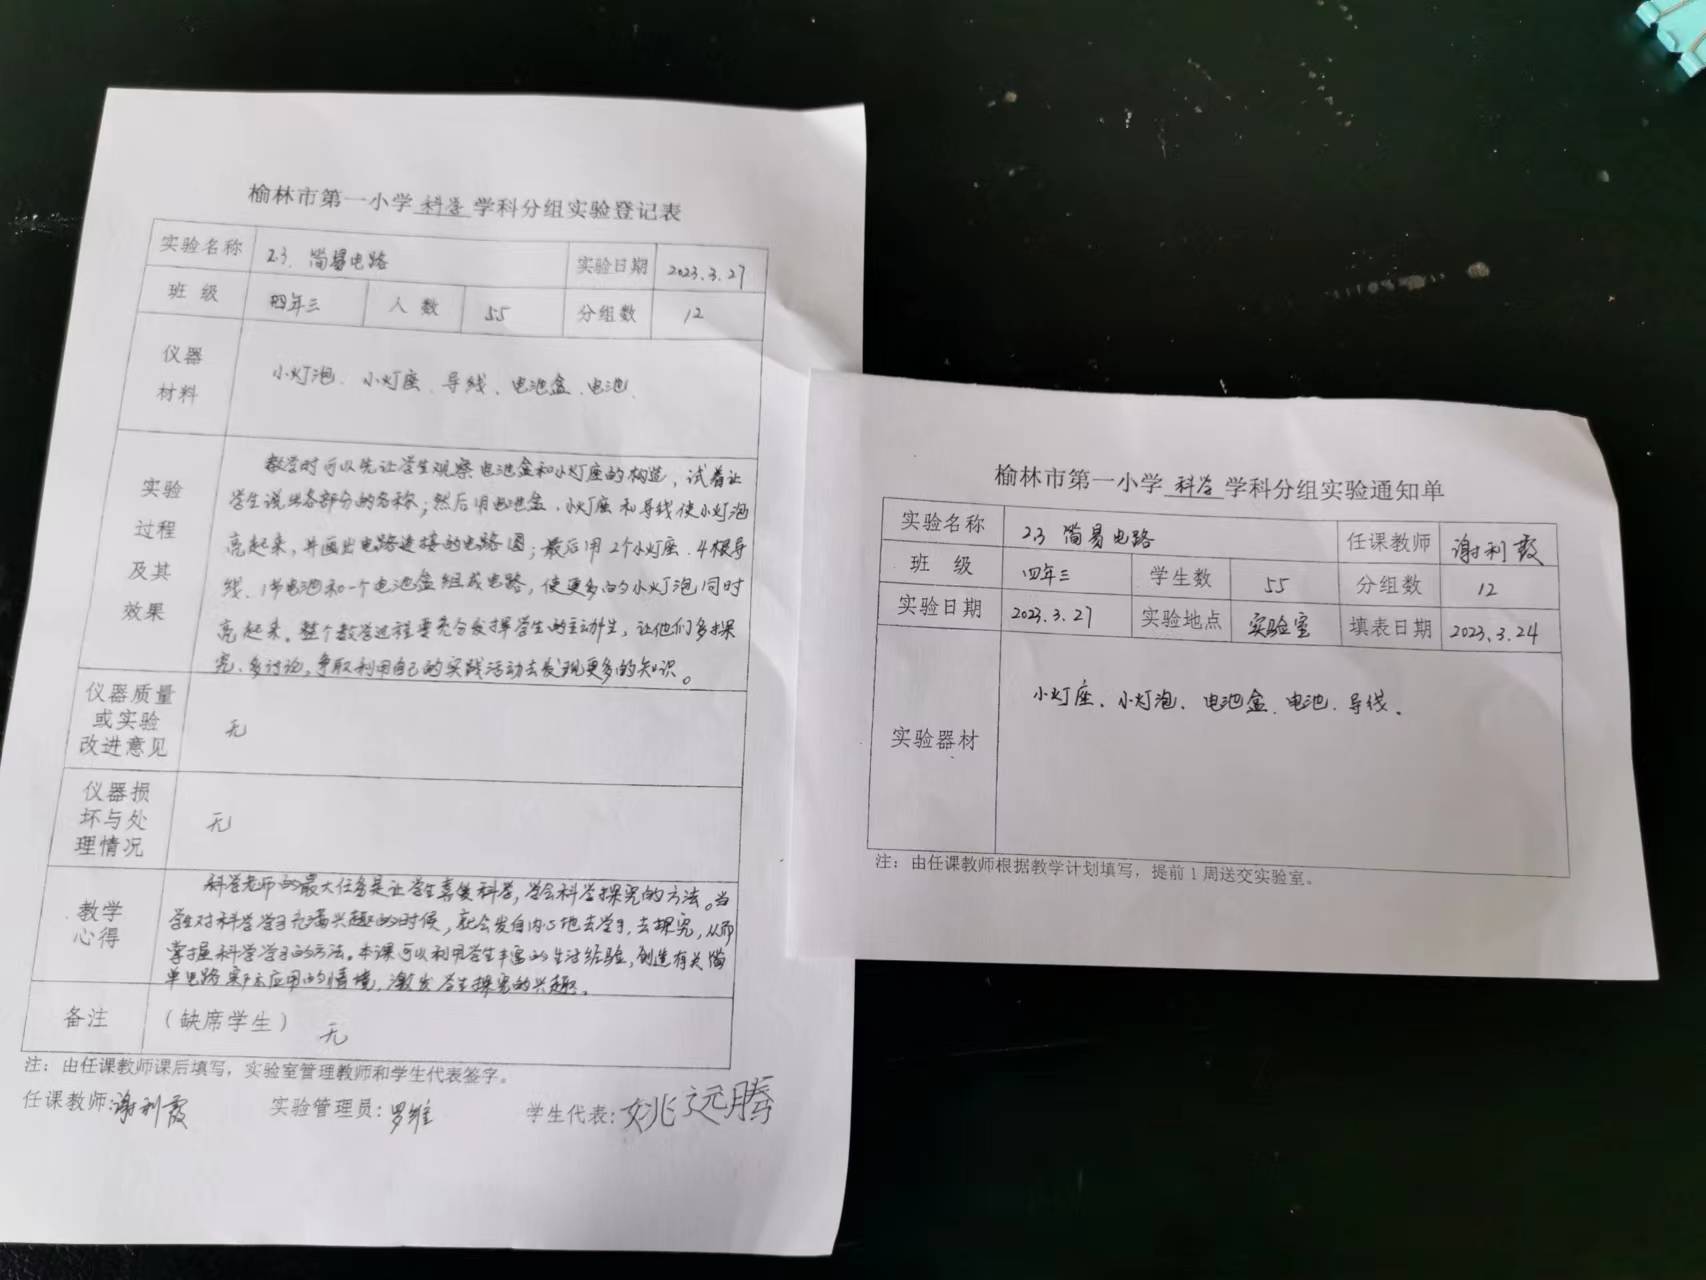 榆林市第一小学 科学 学科分组实验登记表
实验名称 23. 简易电路 实验日期 2023.3.27
班 级 四年三 人 数 55 分组数 12
仪器
材料
小灯泡、小灯座、导线、电池盒、电池.
实验
过程
及其
效果
教学时可以先让学生观察电池盒和小灯座的构造，试着让
学生说出各部分的名称；然后用电池盒、小灯座和导线使小灯泡
亮起来，并画出电路连接的电路图；最后用2个小灯座、4根导
线、1节电池和一个电池盒组成电路，使更多的小灯泡同时
亮起来。整个教学过程要充分发挥学生的主动性，让他们多探
究、多讨论，争取利用自己的实践活动去发现更多的知识。
仪器质量
或实验
改进意见
无
仪器损
坏与处
理情况
无
教学
心得
科学老师的最大任务是让学生喜爱科学，学会科学探究的方法。当
学生对科学学习充满兴趣的时候，就会发自内心地去学习、去探究，从而
掌握科学学习的方法。本课可以利用学生丰富的生活经验，创造有关简
单电路实际应用的情境，激发学生探究的兴趣。
备注 （缺席学生） 无
注：由任课教师课后填写，实验室管理教师和学生代表签字。
任课教师:谢利霞 实验管理员:罗维 学生代表:姚远腾
榆林市第一小学 科学 学科分组实验通知单
实验名称 23 简易电路 任课教师 谢利霞
班 级 四年三 学生数 55 分组数 12
实验日期 2023.3.27 实验地点 实验室 填表日期 2023.3.24
实验器材
小灯座、小灯泡、电池盒、电池、导线、
注：由任课教师根据教学计划填写，提前1周送交实验室。